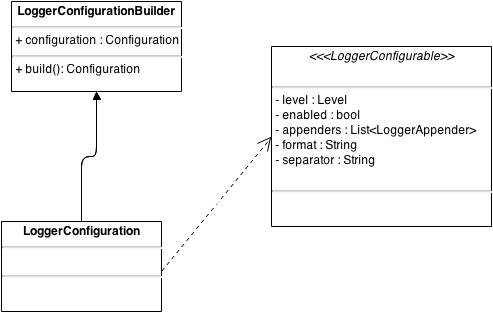 LoggerConfigurationBuilder
+ configuration : Configuration
+ build(): Configuration
<<<LoggerConfigurable>>
- level : Level
- enabled : bool
- appenders : List<LoggerAppender>
- format : String
- separator : String
LoggerConfiguration